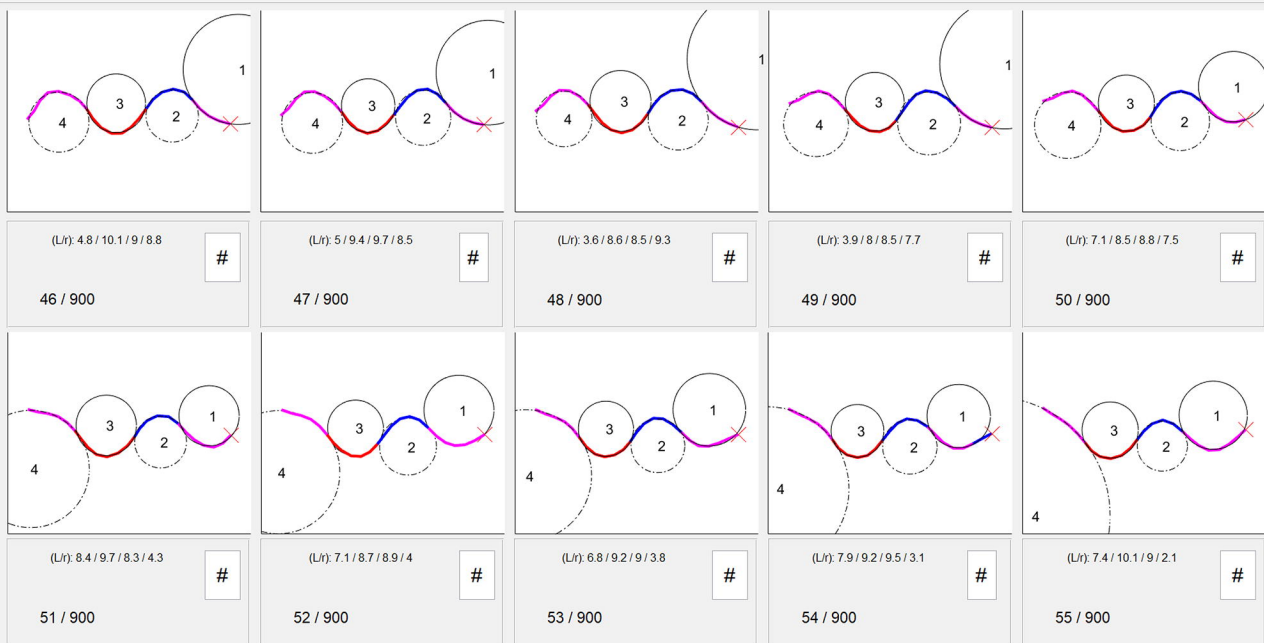 1
3
2
4
1
3
2
4
1
3
2
4
1
3
2
4
1
3
2
4
(L/r): 4.8 / 10.1 / 9 / 8.8
#
46 / 900
(L/r): 5 / 9.4 / 9.7 / 8.5
#
47 / 900
(L/r): 3.6 / 8.6 / 8.5 / 9.3
#
48 / 900
(L/r): 3.9 / 8 / 8.5 / 7.7
#
49 / 900
(L/r): 7.1 / 8.5 / 8.8 / 7.5
#
50 / 900
1
3
2
4
1
3
2
4
1
3
2
4
1
3
2
4
1
3
2
4
(L/r): 8.4 / 9.7 / 8.3 / 4.3
#
51 / 900
(L/r): 7.1 / 8.7 / 8.9 / 4
#
52 / 900
(L/r): 6.8 / 9.2 / 9 / 3.8
#
53 / 900
(L/r): 7.9 / 9.2 / 9.5 / 3.1
#
54 / 900
(L/r): 7.4 / 10.1 / 9 / 2.1
#
55 / 900